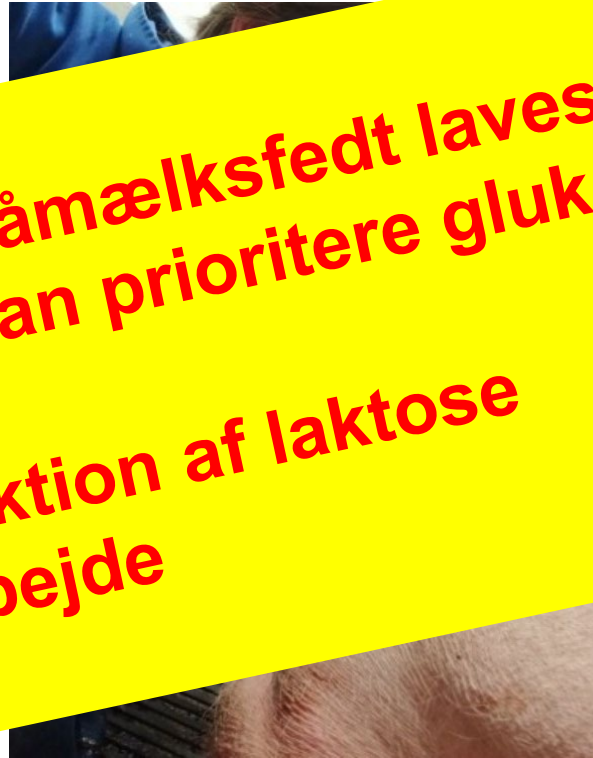 åmælksfedt laves
an prioritere gluk
ktion af laktose
bejde